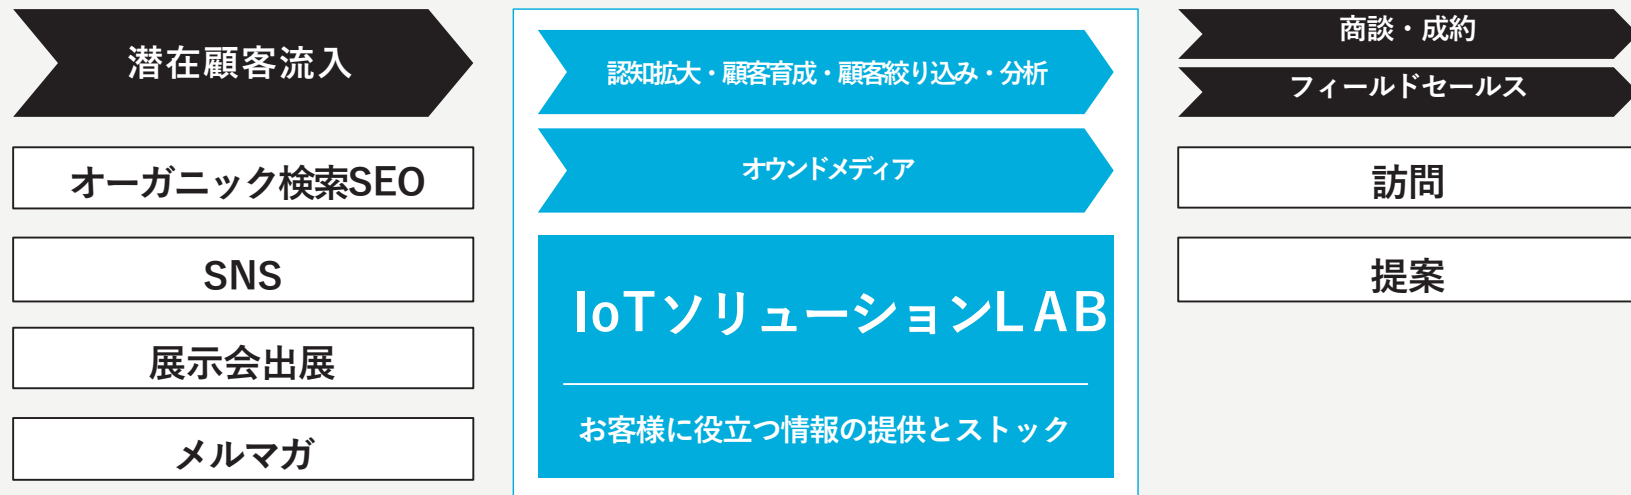 潜在顧客流入
オーガニック検索SEO
SNS
展示会出展
メルマガ
認知拡大・顧客育成・顧客絞り込み・分析
オウンドメディア
IoTソリューションLAB
お客様に役立つ情報の提供とストック
商談・成約
フィールドセールス
訪問
提案